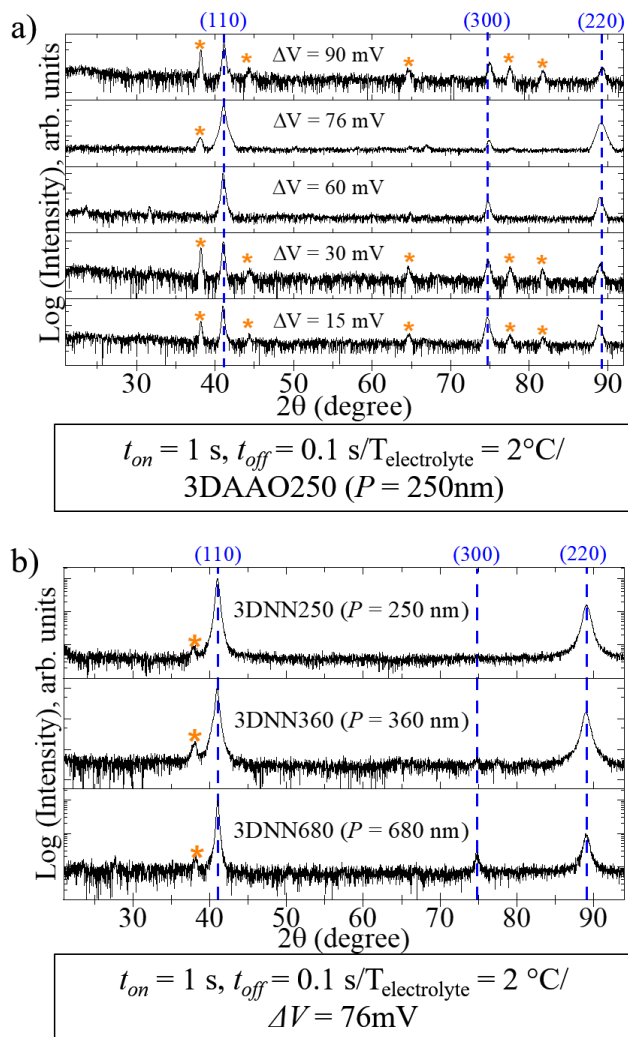 a)
(110) (300) (220)
*
*
*
*
*
ΔV = 90 mV
*
ΔV = 76 mV
ΔV = 60 mV
*
*
*
*
*
ΔV = 30 mV
*
*
*
*
*
ΔV = 15 mV
Log (Intensity), arb. units
30 40 50 60 70 80 90
2θ (degree)
t_on = 1 s, t_off = 0.1 s/T_electrolyte = 2°C/
3DAAO250 (P = 250nm)
b)
(110) (300) (220)
*
3DNN250 (P = 250 nm)
*
3DNN360 (P = 360 nm)
*
3DNN680 (P = 680 nm)
Log (Intensity), arb. units
30 40 50 60 70 80 90
2θ (degree)
t_on = 1 s, t_off = 0.1 s/T_electrolyte = 2 °C/
ΔV = 76mV